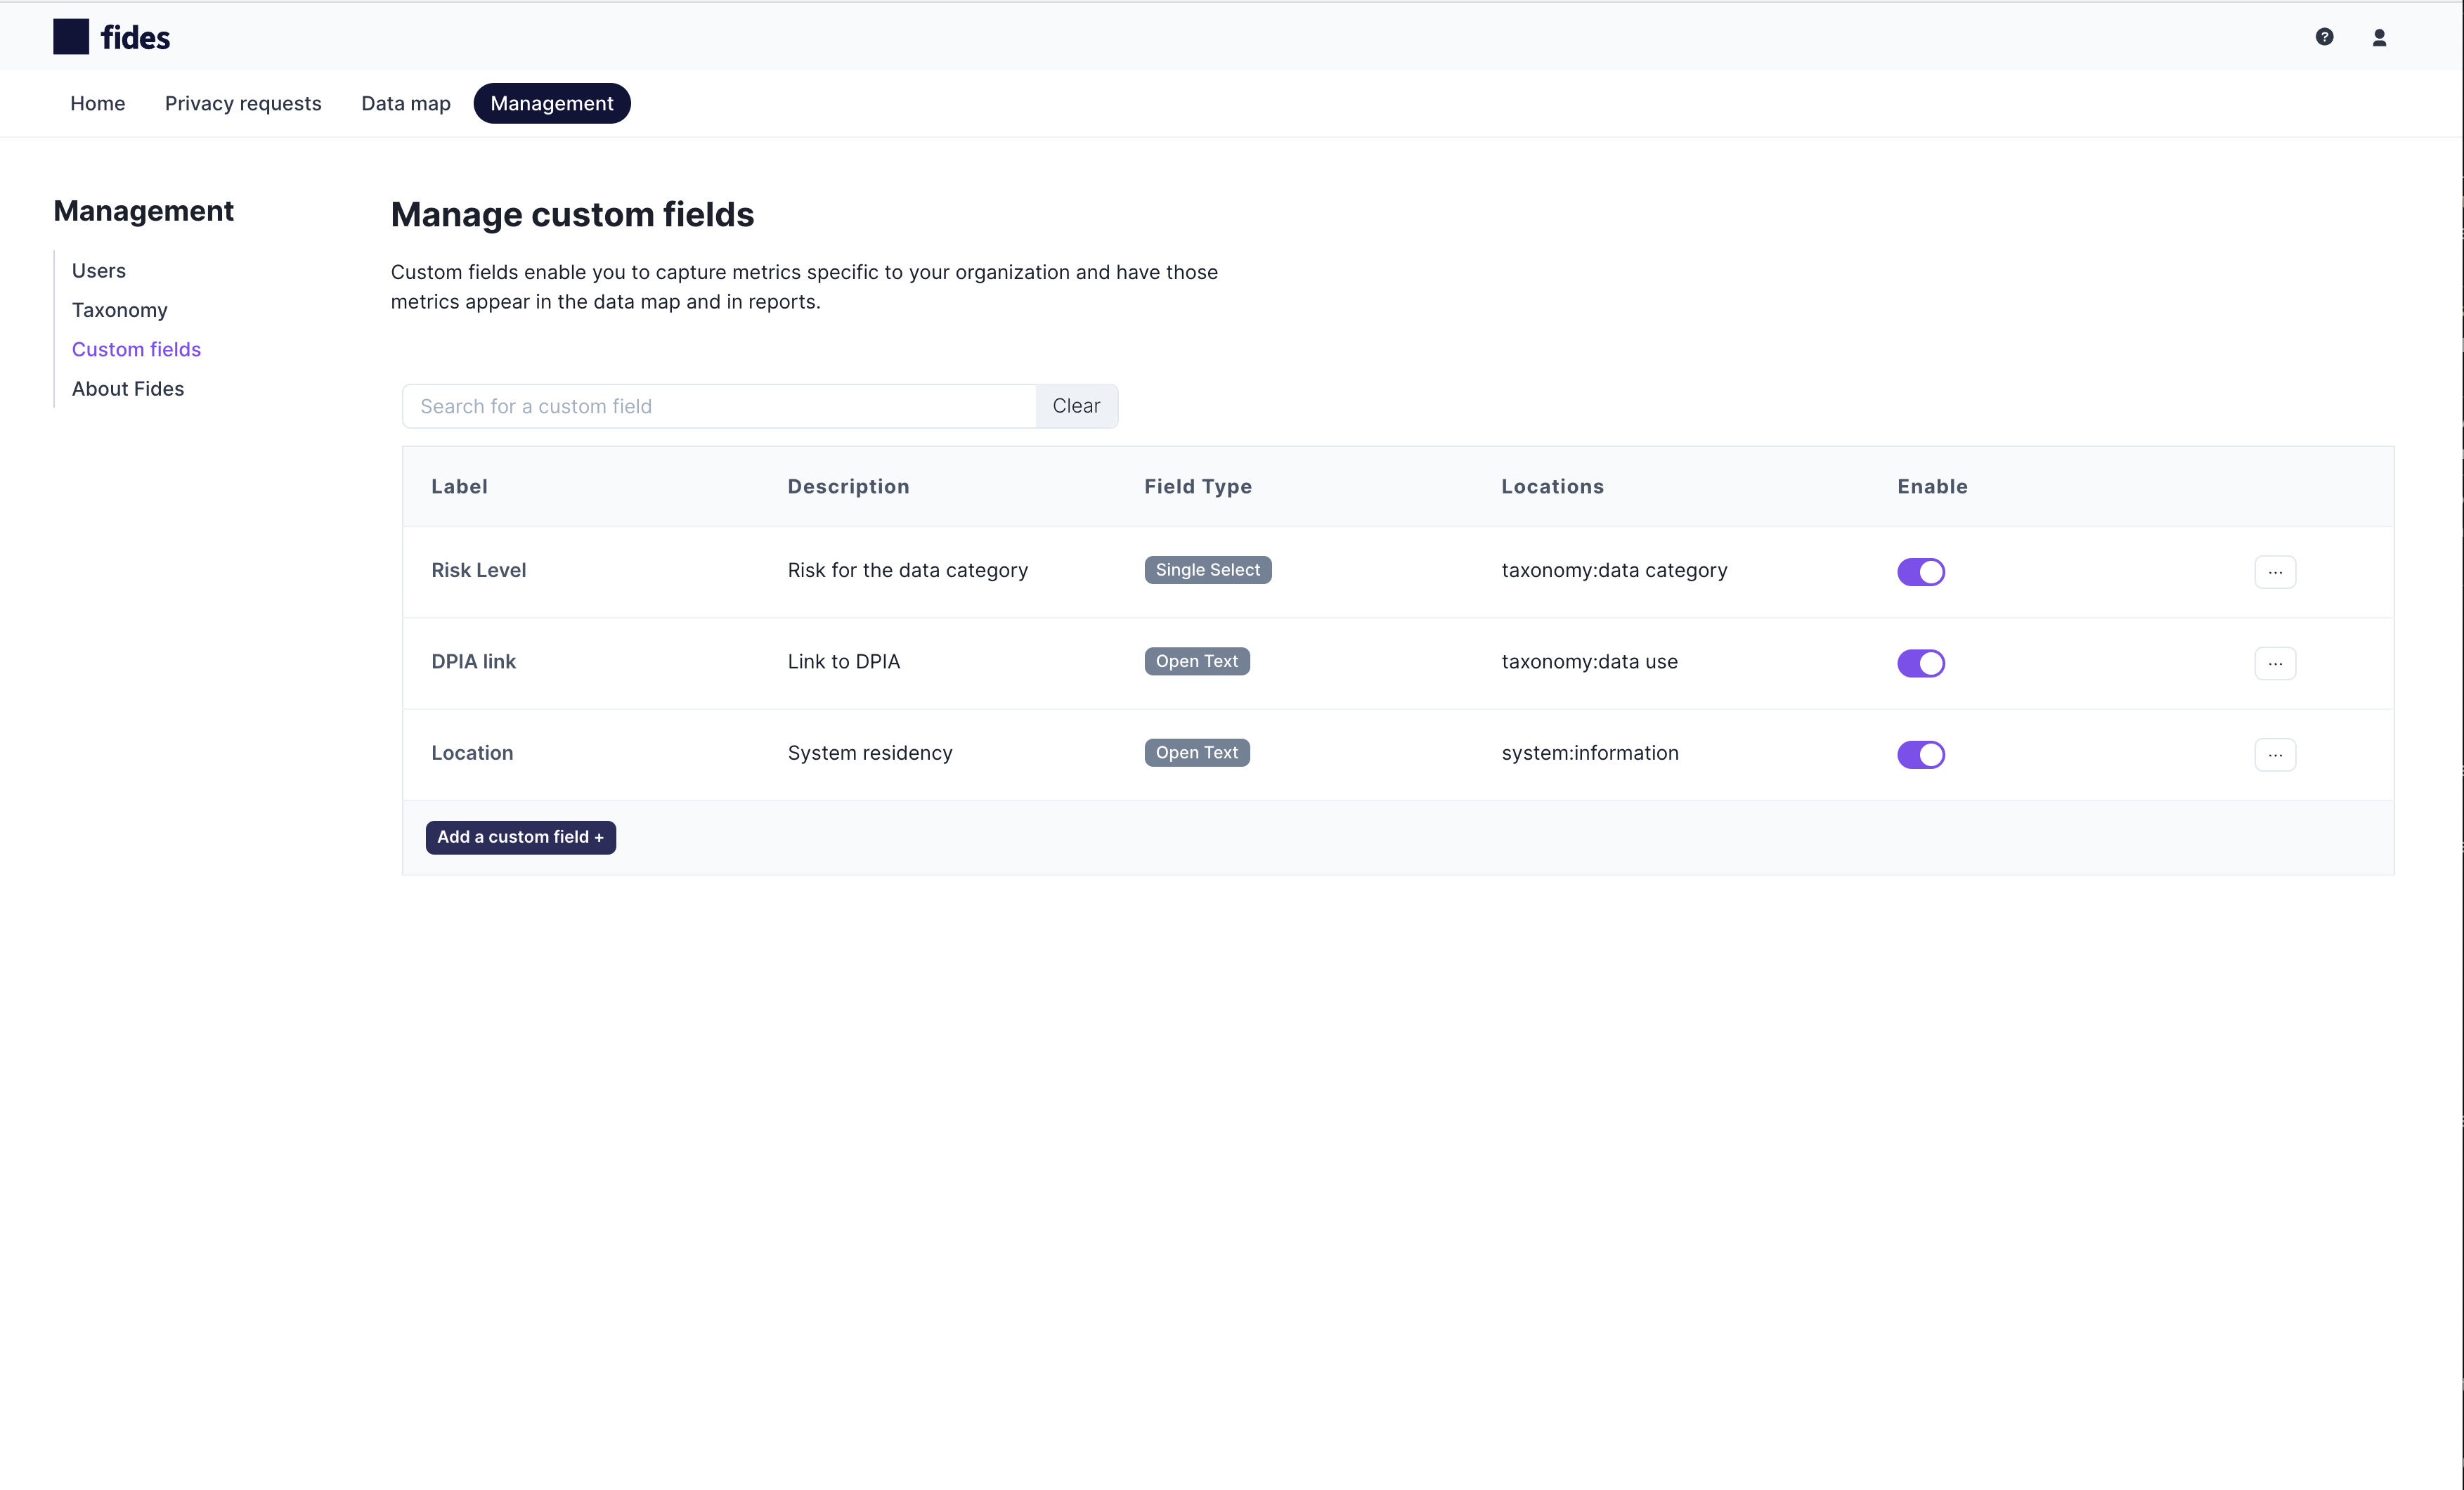 fides
?
Home Privacy requests Data map Management
Management
Users
Taxonomy
Custom fields
About Fides
Manage custom fields
Custom fields enable you to capture metrics specific to your organization and have those
metrics appear in the data map and in reports.
Search for a custom field Clear
Label Description Field Type Locations Enable
Risk Level Risk for the data category Single Select taxonomy:data category ...
DPIA link Link to DPIA Open Text taxonomy:data use ...
Location System residency Open Text system:information ...
Add a custom field +